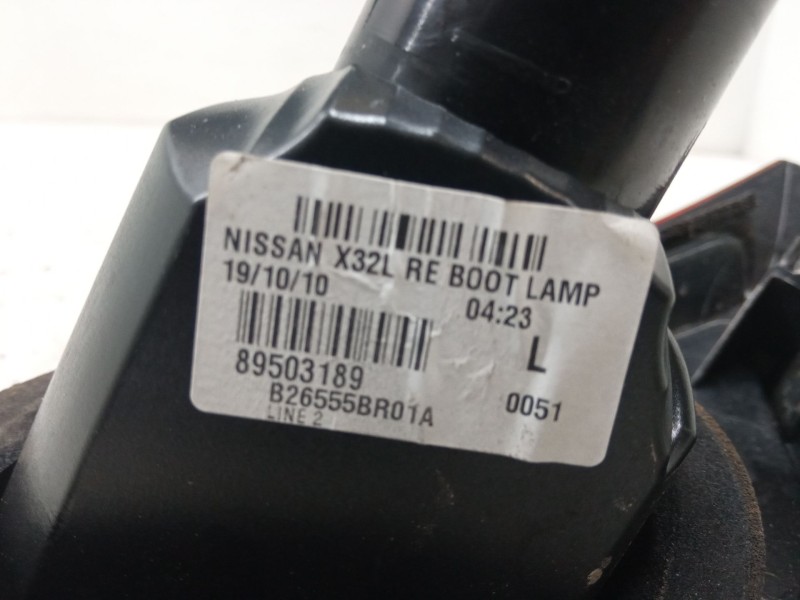 NISSAN X32L RE BOOT LAMP
19/10/10 04:23
L
89503189
B26555BR01A 0051
LINE 2